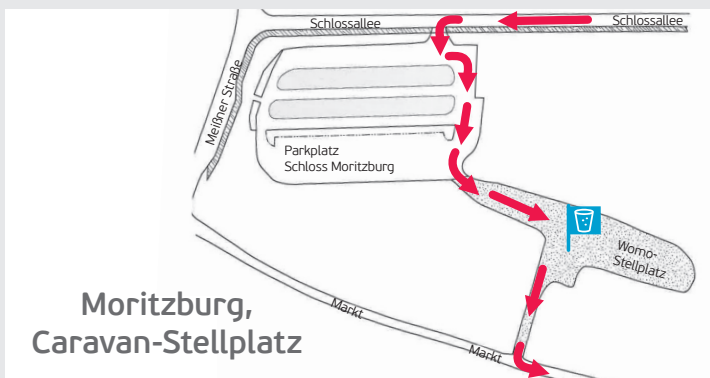 Schlossallee
Schlossallee
Meißner Straße
Parkplatz
Schloss Moritzburg
Womo-
Stellplatz
Markt
Markt
Moritzburg,
Caravan-Stellplatz